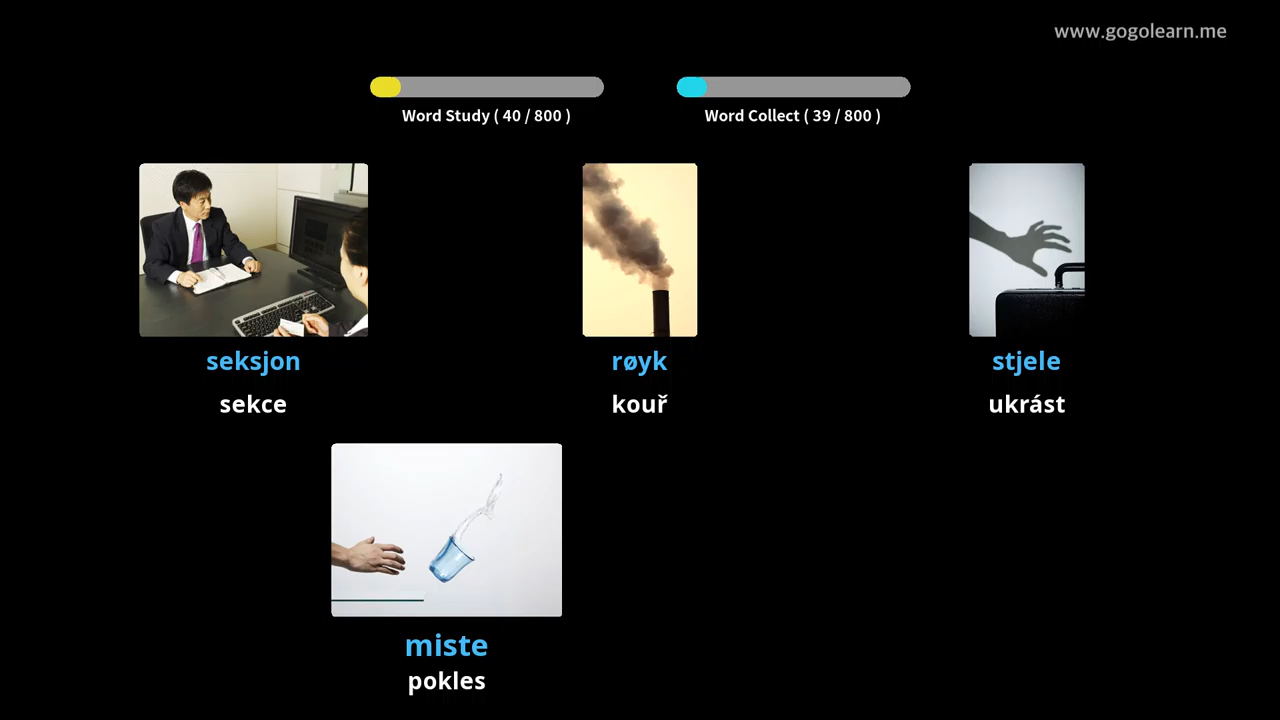 www.gogolearn.me
Word Study ( 40 / 800 )
Word Collect ( 39 / 800 )
seksjon
sekce
røyk
kouř
stjele
ukrást
miste
pokles